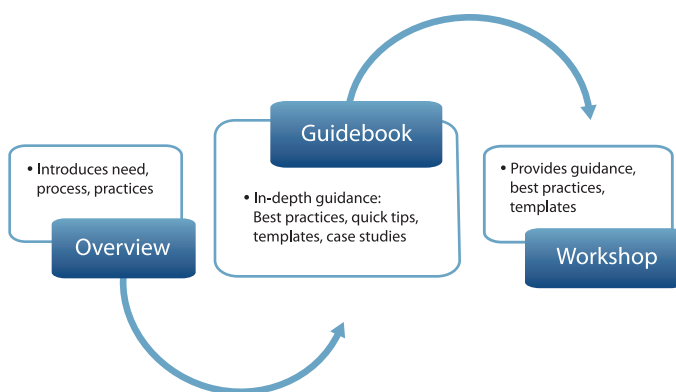 • Introduces need,
process, practices
Overview
Guidebook
• In-depth guidance:
Best practices, quick tips,
templates, case studies
• Provides guidance,
best practices,
templates
Workshop